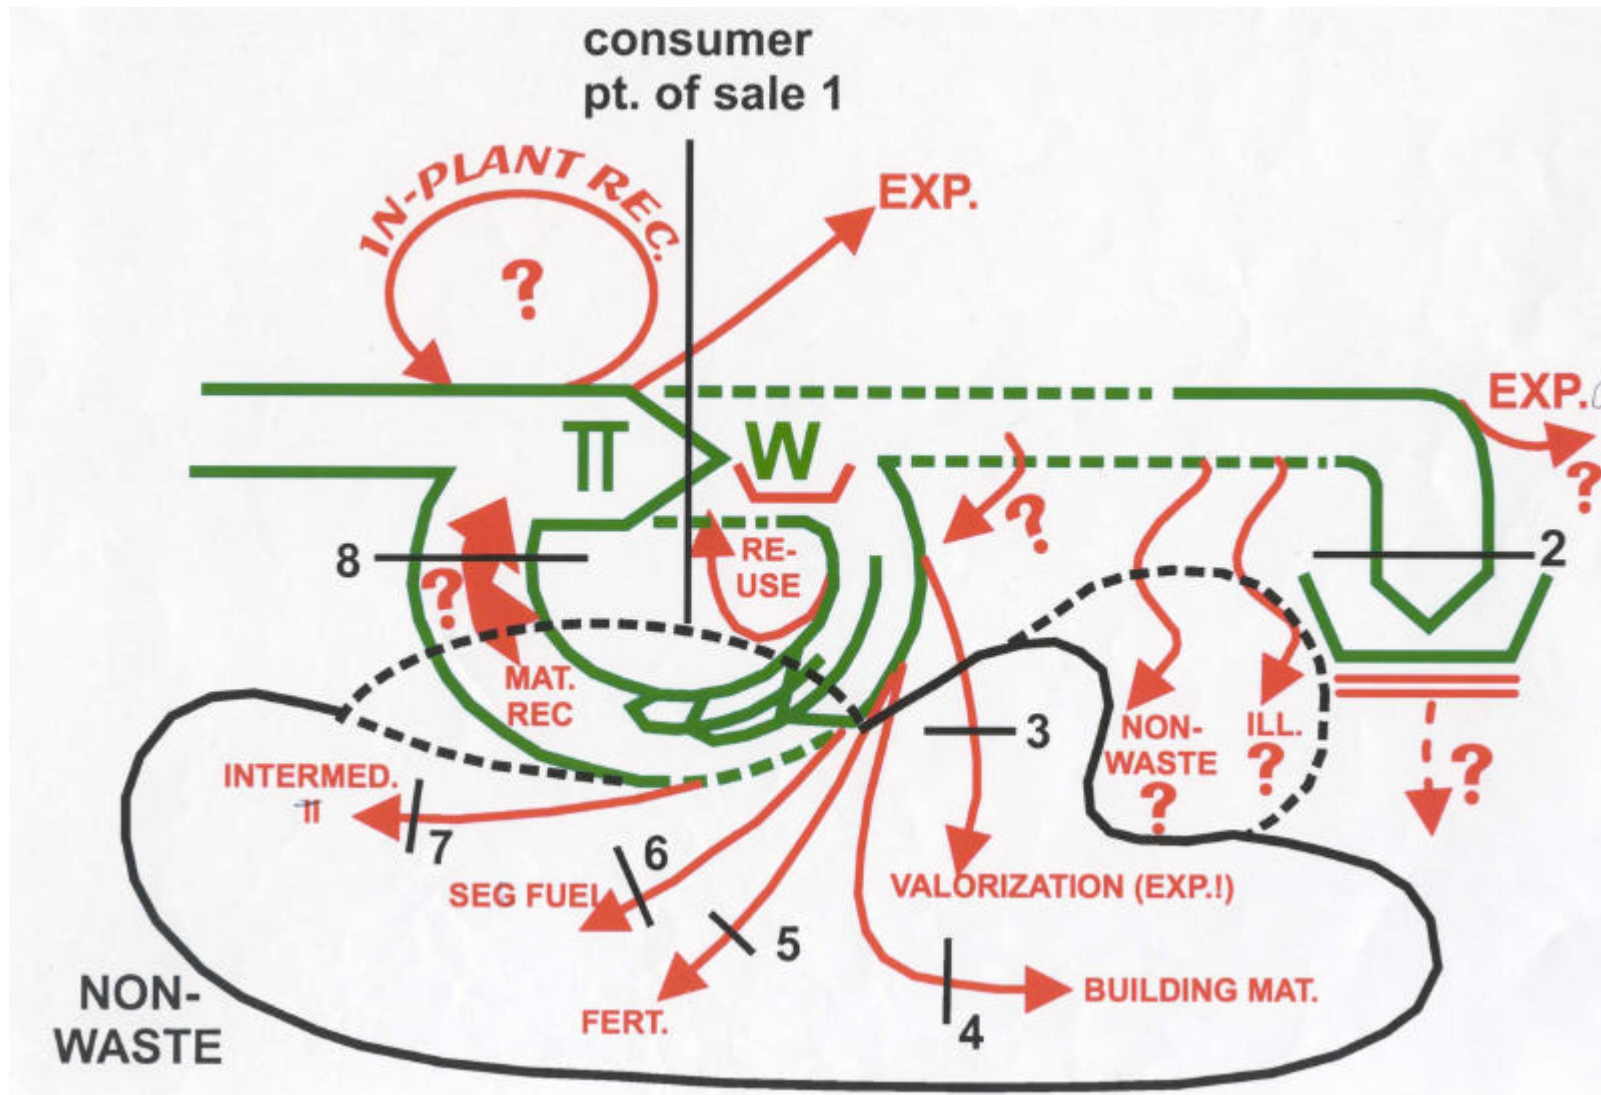 consumer
pt. of sale 1
IN-PLANT REC.
?
EXP.
EXP.
?
π
W
?
2
8
?
RE-
USE
MAT.
REC
3
NON-
WASTE
?
ILL.
?
?
INTERMED.
π
7
6
SEG FUEL
5
VALORIZATION (EXP.!)
BUILDING MAT.
4
FERT.
NON-
WASTE